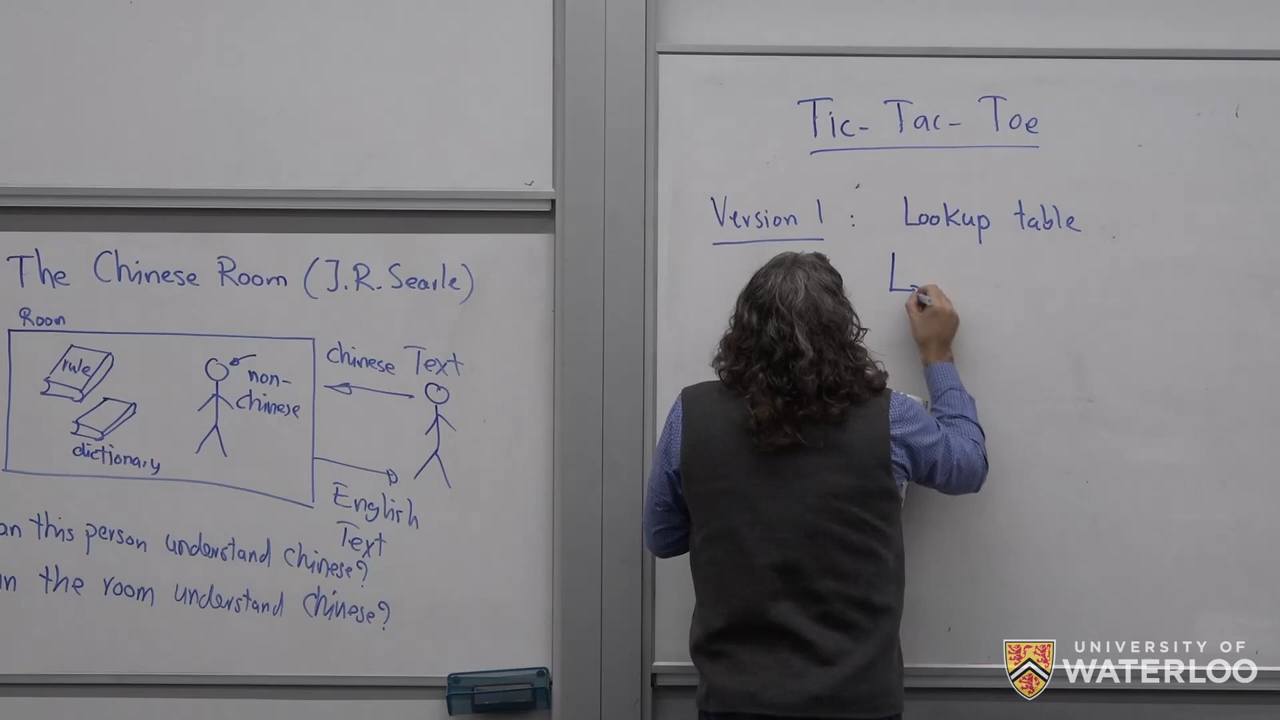 The Chinese Room (J.R. Searle)
Room
rule
dictionary
non-
chinese
chinese Text
English
Text
an this person understand chinese?
n the room understand chinese?
Tic-Tac-Toe
Version 1 : Lookup table
UNIVERSITY OF
WATERLOO